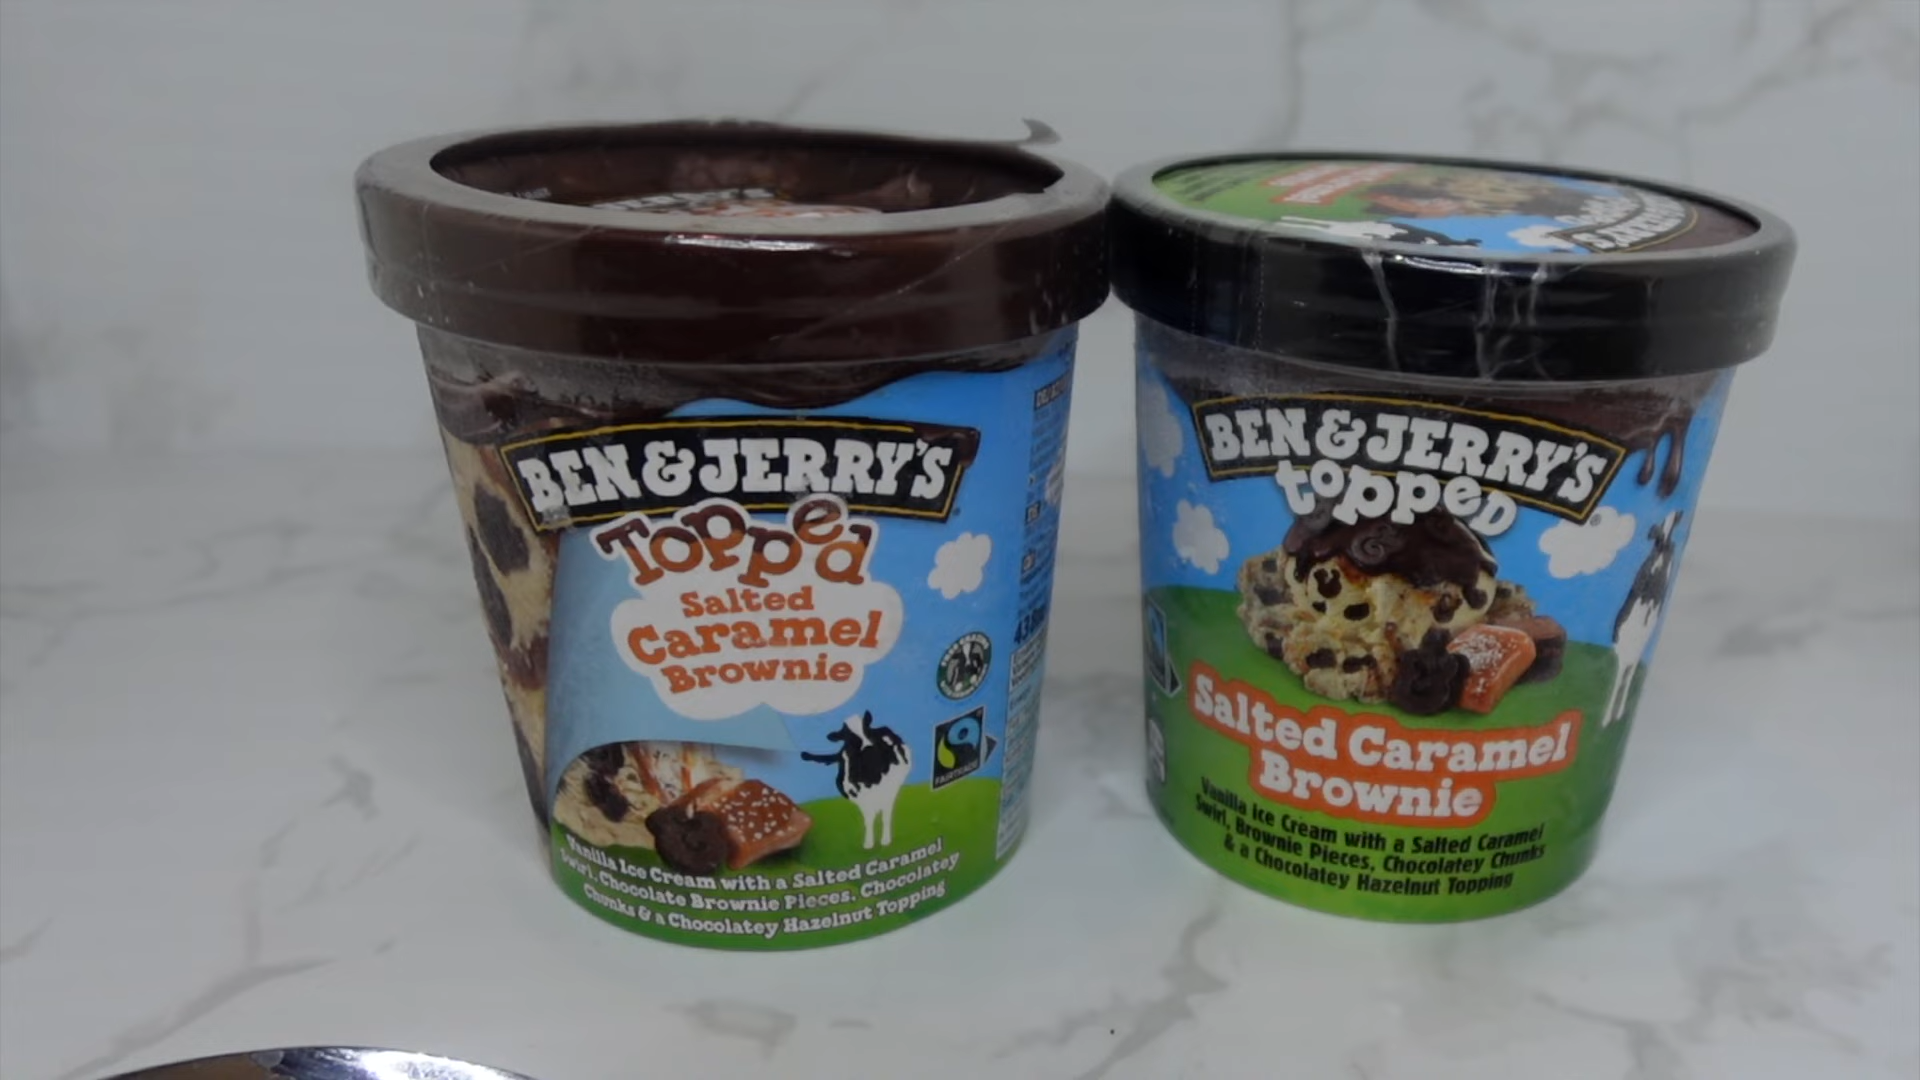 BEN & JERRY'S
Topped
Salted
Caramel
Brownie
FAIRTRADE
Vanilla Ice Cream with a Salted Caramel
Swirl, Chocolate Brownie Pieces, Chocolatey
Chunks & a Chocolatey Hazelnut Topping
BEN & JERRY'S
topped
Salted Caramel
Brownie
Vanilla Ice Cream with a Salted Caramel
Swirl, Brownie Pieces, Chocolatey Chunks
& a Chocolatey Hazelnut Topping